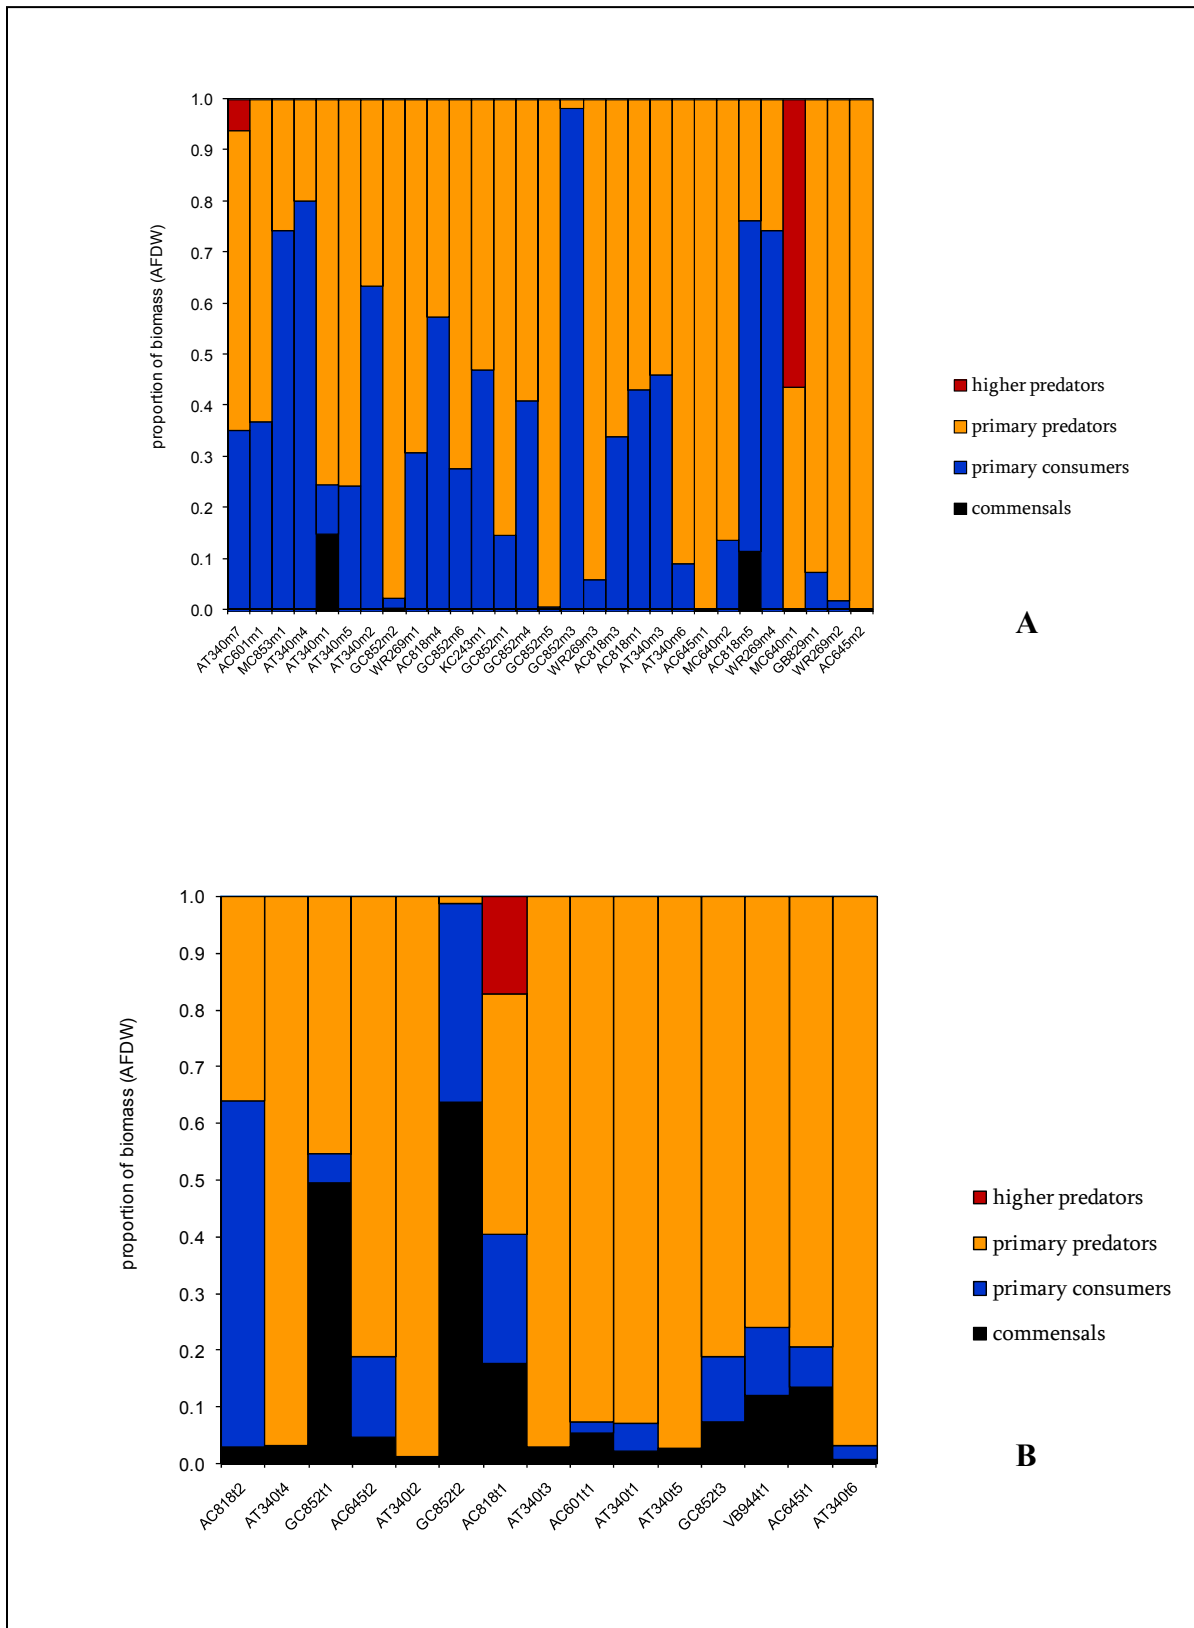 1.0
0.9
0.8
0.7
0.6
0.5
0.4
0.3
0.2
0.1
0.0
proportion of biomass (AFDW)
AT340m7
AC601m1
MC853m1
AT340m4
AT340m1
AT340m5
AT340m2
GC852m2
WR269m1
AC818m4
GC852m6
KC243m1
GC852m1
GC852m4
GC852m5
GC852m3
WR269m3
AC818m3
AC818m1
AT340m3
AT340m6
AC645m1
MC640m2
AC818m5
WR269m4
MC640m1
GB829m1
WR269m2
AC645m2
higher predators
primary predators
primary consumers
commensals
A
1.0
0.9
0.8
0.7
0.6
0.5
0.4
0.3
0.2
0.1
0.0
proportion of biomass (AFDW)
AC818t2
AT340t4
GC852t1
AC645t2
AT340t2
GC852t2
AC818t1
AT340t3
AC601t1
AT340t1
AT340t5
GC852t3
VB944t1
AC645t1
AT340t6
higher predators
primary predators
primary consumers
commensals
B